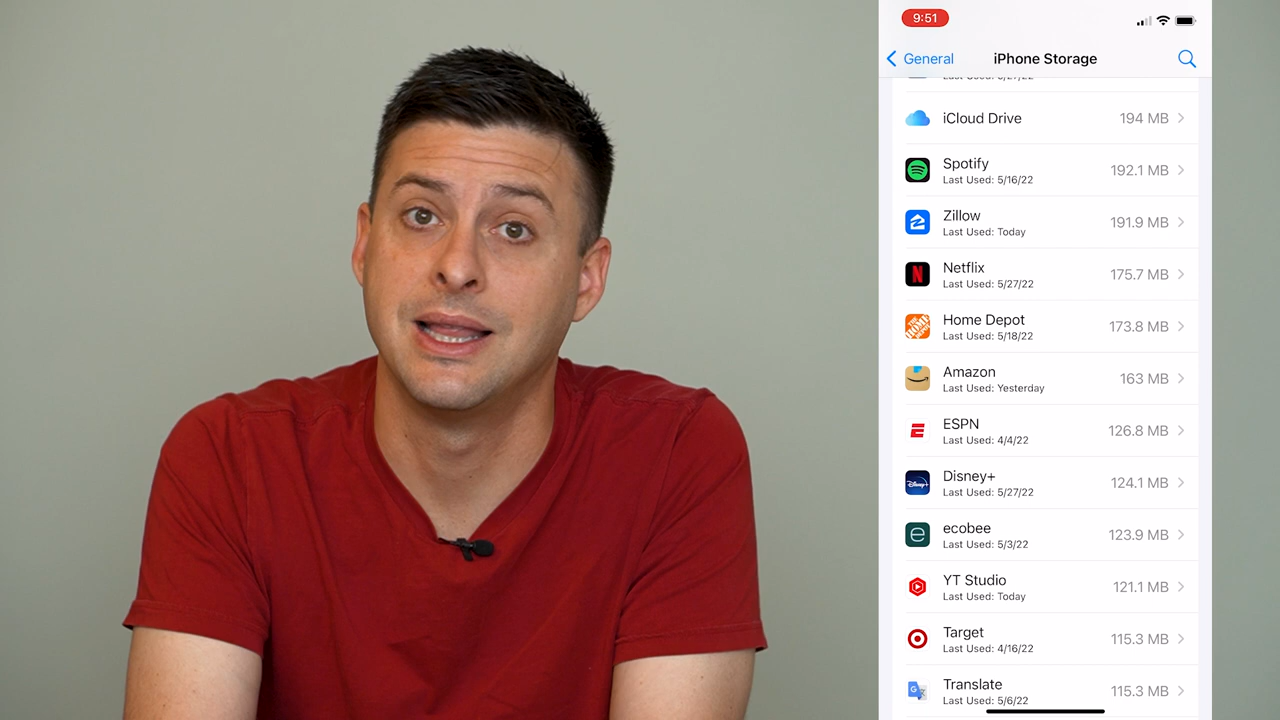 9:51
General
iPhone Storage
iCloud Drive
194 MB
Spotify
Last Used: 5/16/22
192.1 MB
Zillow
Last Used: Today
191.9 MB
Netflix
Last Used: 5/27/22
175.7 MB
Home Depot
Last Used: 5/18/22
173.8 MB
Amazon
Last Used: Yesterday
163 MB
ESPN
Last Used: 4/4/22
126.8 MB
Disney+
Last Used: 5/27/22
124.1 MB
ecobee
Last Used: 5/3/22
123.9 MB
YT Studio
Last Used: Today
121.1 MB
Target
Last Used: 4/16/22
115.3 MB
Translate
Last Used: 5/6/22
115.3 MB